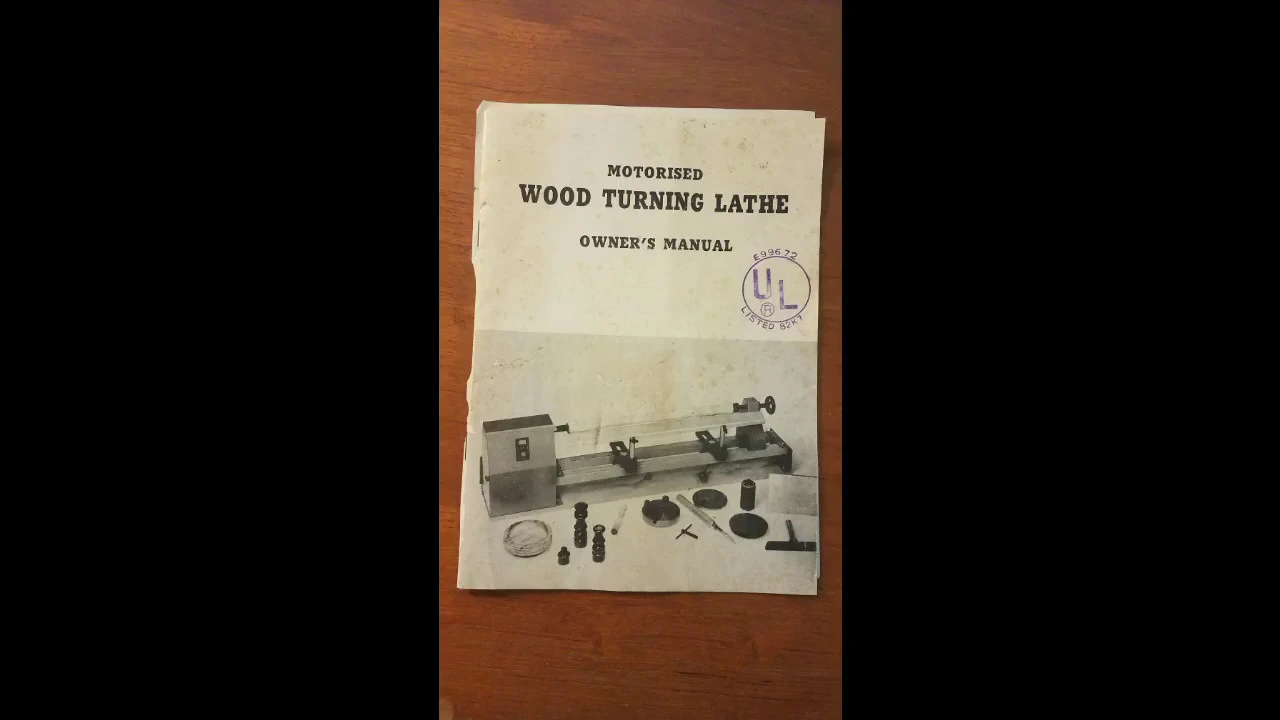 MOTORISED
WOOD TURNING LATHE
OWNER'S MANUAL
E99672
UL
®
LISTED 82K7